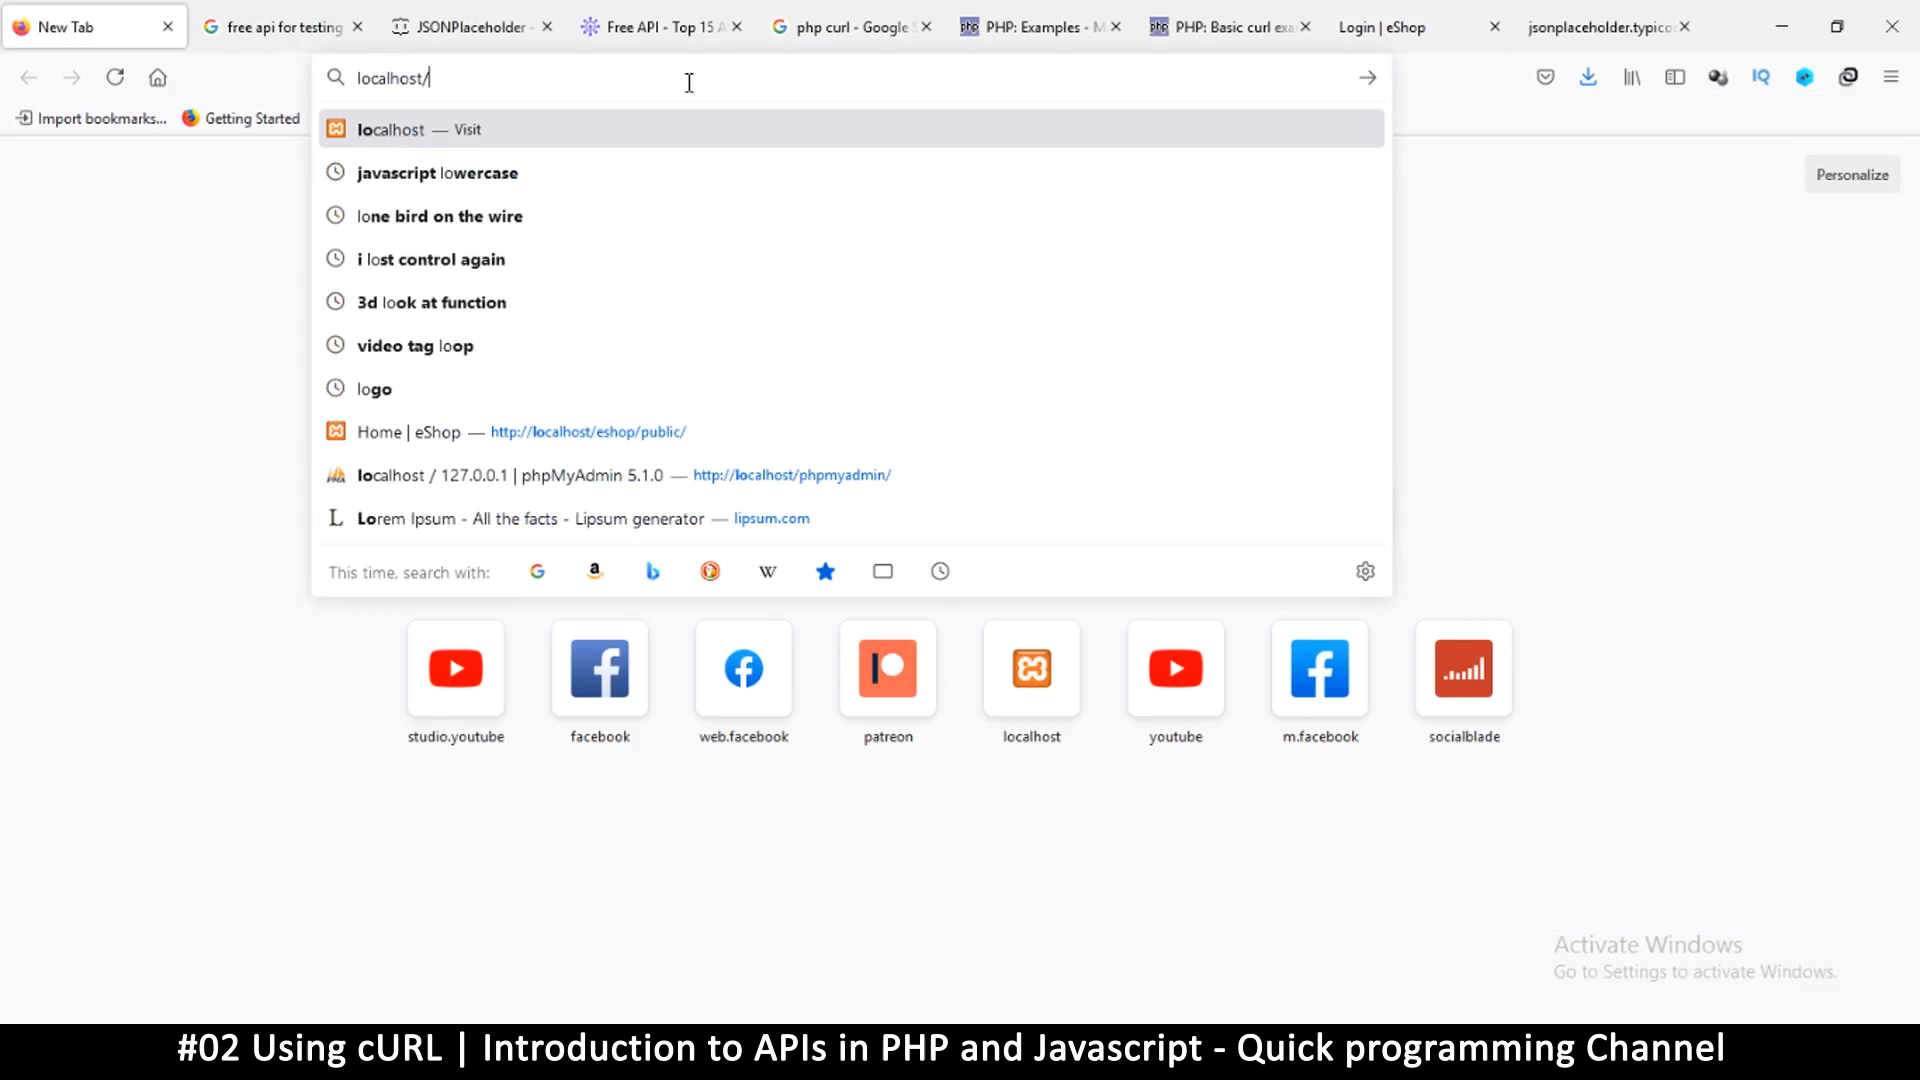 New Tab
free api for testing
JSONPlaceholder -
Free API - Top 15 A
php curl - Google S
PHP: Examples - M
PHP: Basic curl exa
Login | eShop
jsonplaceholder.typico
localhost/
IQ
Import bookmarks...
Getting Started
localhost — Visit
javascript lowercase
lone bird on the wire
i lost control again
3d look at function
video tag loop
logo
Home | eShop — http://localhost/eshop/public/
localhost / 127.0.0.1 | phpMyAdmin 5.1.0 — http://localhost/phpmyadmin/
L Lorem Ipsum - All the facts - Lipsum generator — lipsum.com
This time, search with:
Personalize
studio.youtube
facebook
web.facebook
patreon
localhost
youtube
m.facebook
socialblade
Activate Windows
Go to Settings to activate Windows.
#02 Using cURL | Introduction to APIs in PHP and Javascript - Quick programming Channel